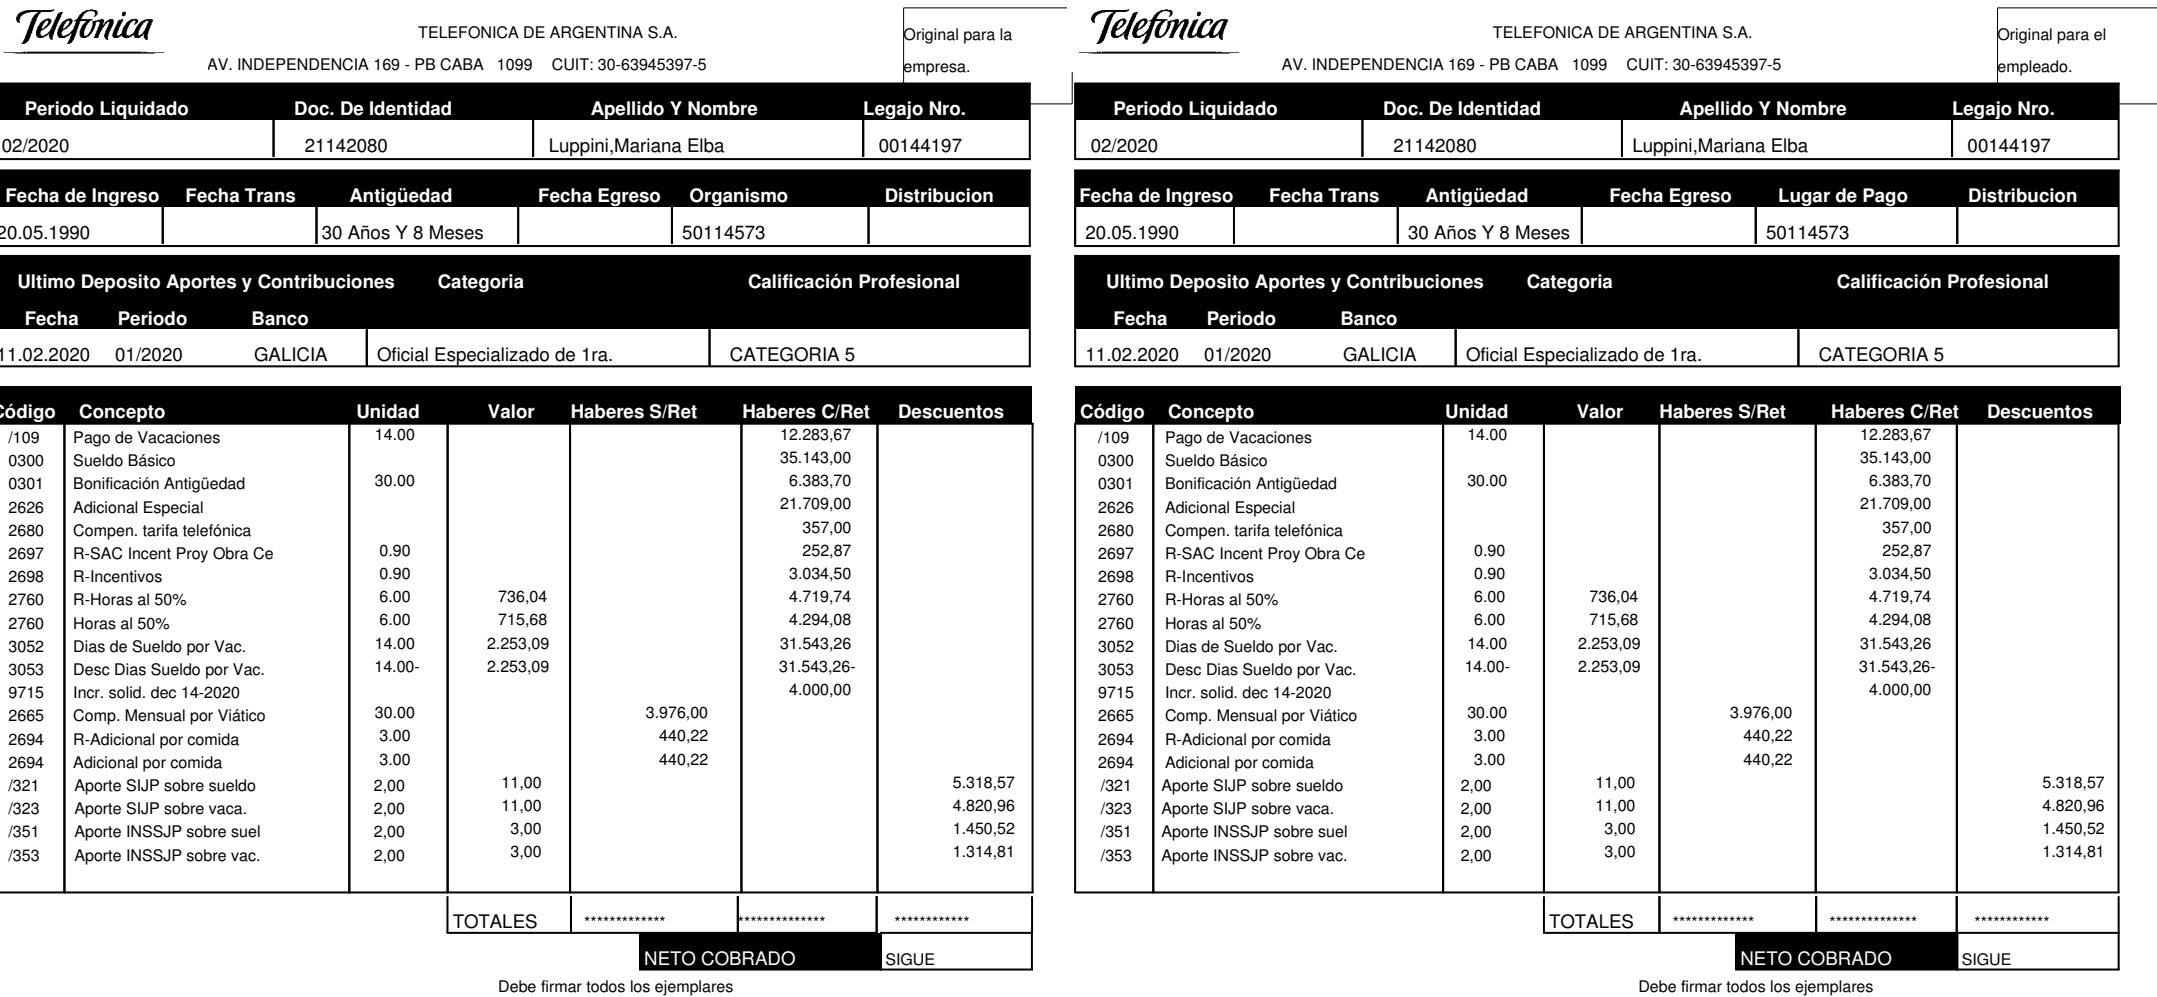 Telefónica
TELEFONICA DE ARGENTINA S.A.
AV. INDEPENDENCIA 169 - PB CABA 1099 CUIT: 30-63945397-5
Original para la
empresa.
Periodo Liquidado Doc. De Identidad Apellido Y Nombre Legajo Nro.
02/2020 21142080 Luppini,Mariana Elba 00144197
Fecha de Ingreso Fecha Trans Antigüedad Fecha Egreso Organismo Distribucion
20.05.1990 30 Años Y 8 Meses 50114573
Ultimo Deposito Aportes y Contribuciones Categoria Calificación Profesional
Fecha Periodo Banco
11.02.2020 01/2020 GALICIA Oficial Especializado de 1ra. CATEGORIA 5
Código Concepto Unidad Valor Haberes S/Ret Haberes C/Ret Descuentos
/109 Pago de Vacaciones 14.00 12.283,67
0300 Sueldo Básico 35.143,00
0301 Bonificación Antigüedad 30.00 6.383,70
2626 Adicional Especial 21.709,00
2680 Compen. tarifa telefónica 357,00
2697 R-SAC Incent Proy Obra Ce 0.90 252,87
2698 R-Incentivos 0.90 3.034,50
2760 R-Horas al 50% 6.00 736,04 4.719,74
2760 Horas al 50% 6.00 715,68 4.294,08
3052 Dias de Sueldo por Vac. 14.00 2.253,09 31.543,26
3053 Desc Dias Sueldo por Vac. 14.00- 2.253,09 31.543,26-
9715 Incr. solid. dec 14-2020 4.000,00
2665 Comp. Mensual por Viático 30.00 3.976,00
2694 R-Adicional por comida 3.00 440,22
2694 Adicional por comida 3.00 440,22
/321 Aporte SIJP sobre sueldo 2,00 11,00 5.318,57
/323 Aporte SIJP sobre vaca. 2,00 11,00 4.820,96
/351 Aporte INSSJP sobre suel 2,00 3,00 1.450,52
/353 Aporte INSSJP sobre vac. 2,00 3,00 1.314,81
TOTALES ************* ************** ************
NETO COBRADO SIGUE
Debe firmar todos los ejemplares
Telefónica
TELEFONICA DE ARGENTINA S.A.
AV. INDEPENDENCIA 169 - PB CABA 1099 CUIT: 30-63945397-5
Original para el
empleado.
Periodo Liquidado Doc. De Identidad Apellido Y Nombre Legajo Nro.
02/2020 21142080 Luppini,Mariana Elba 00144197
Fecha de Ingreso Fecha Trans Antigüedad Fecha Egreso Lugar de Pago Distribucion
20.05.1990 30 Años Y 8 Meses 50114573
Ultimo Deposito Aportes y Contribuciones Categoria Calificación Profesional
Fecha Periodo Banco
11.02.2020 01/2020 GALICIA Oficial Especializado de 1ra. CATEGORIA 5
Código Concepto Unidad Valor Haberes S/Ret Haberes C/Ret Descuentos
/109 Pago de Vacaciones 14.00 12.283,67
0300 Sueldo Básico 35.143,00
0301 Bonificación Antigüedad 30.00 6.383,70
2626 Adicional Especial 21.709,00
2680 Compen. tarifa telefónica 357,00
2697 R-SAC Incent Proy Obra Ce 0.90 252,87
2698 R-Incentivos 0.90 3.034,50
2760 R-Horas al 50% 6.00 736,04 4.719,74
2760 Horas al 50% 6.00 715,68 4.294,08
3052 Dias de Sueldo por Vac. 14.00 2.253,09 31.543,26
3053 Desc Dias Sueldo por Vac. 14.00- 2.253,09 31.543,26-
9715 Incr. solid. dec 14-2020 4.000,00
2665 Comp. Mensual por Viático 30.00 3.976,00
2694 R-Adicional por comida 3.00 440,22
2694 Adicional por comida 3.00 440,22
/321 Aporte SIJP sobre sueldo 2,00 11,00 5.318,57
/323 Aporte SIJP sobre vaca. 2,00 11,00 4.820,96
/351 Aporte INSSJP sobre suel 2,00 3,00 1.450,52
/353 Aporte INSSJP sobre vac. 2,00 3,00 1.314,81
TOTALES ************* ************** ************
NETO COBRADO SIGUE
Debe firmar todos los ejemplares